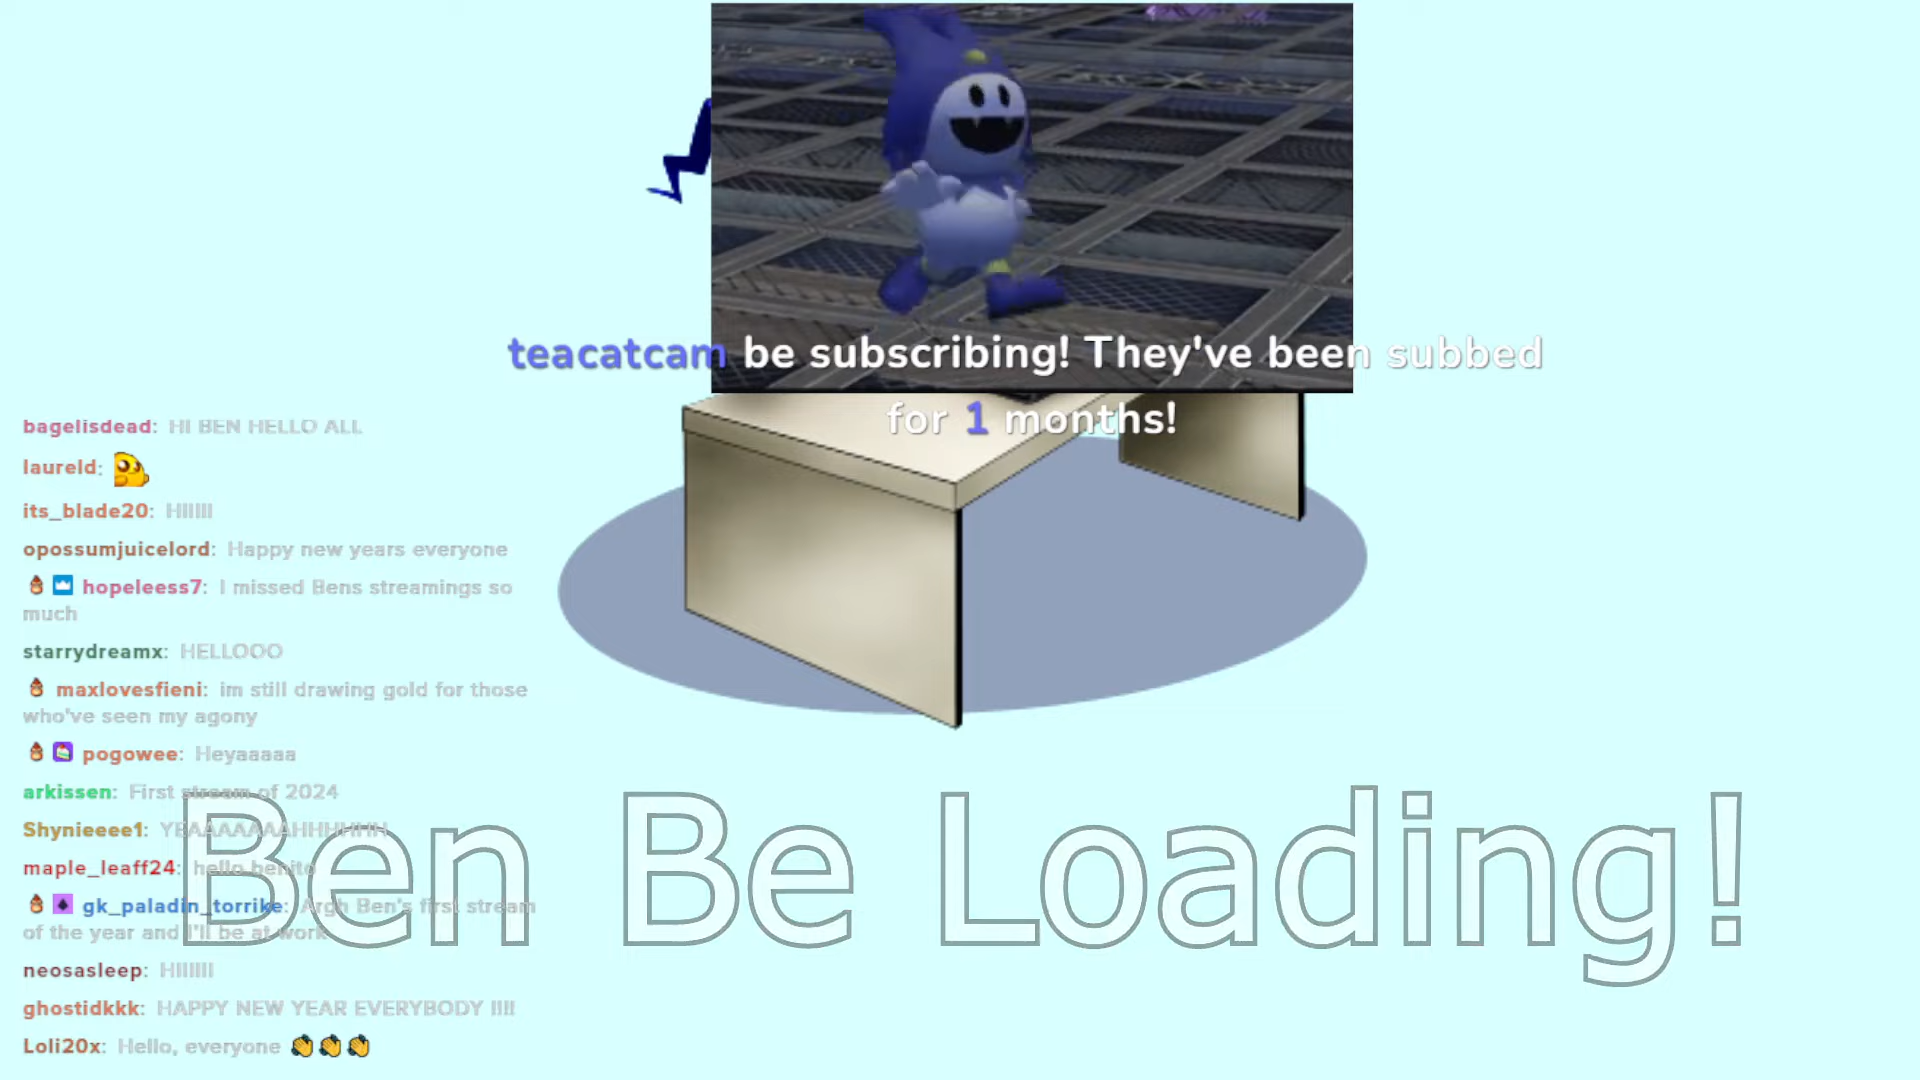 teacatcam be subscribing! They've been subbed
for 1 months!
bagelisdead: HI BEN HELLO ALL
laureld:
its_blade20: HIIIIII
opossumjuicelord: Happy new years everyone
hopeleess7: I missed Bens streamings so
much
starrydreamx: HELLOOO
maxlovesfieni: im still drawing gold for those
who've seen my agony
pogowee: Heyaaaaa
arkissen: First stream of 2024
Shynieeee1: YEAAAAAAAHHHHHH
maple_leaff24: hello benito
gk_paladin_torrike: Argh Ben's first stream
of the year and I'll be at work
neosasleep: HIIIIIII
ghostidkkk: HAPPY NEW YEAR EVERYBODY !!!!
Loli20x: Hello, everyone
Ben Be Loading!